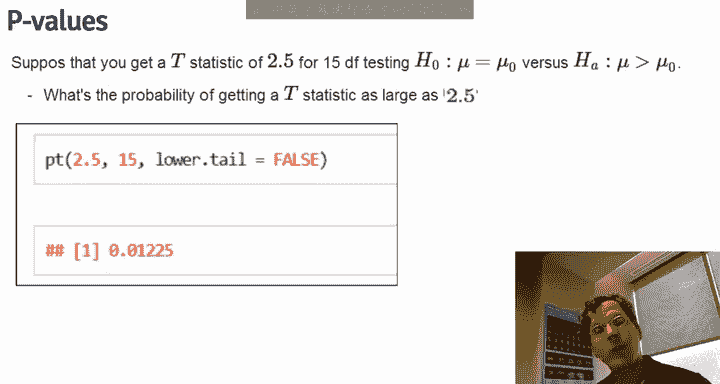 P-values
Suppos that you get a T statistic of 2.5 for 15 df testing H₀ : μ = μ₀ versus Hₐ : μ > μ₀.
- What's the probability of getting a T statistic as large as '2.5'
pt(2.5, 15, lower.tail = FALSE)
## [1] 0.01225